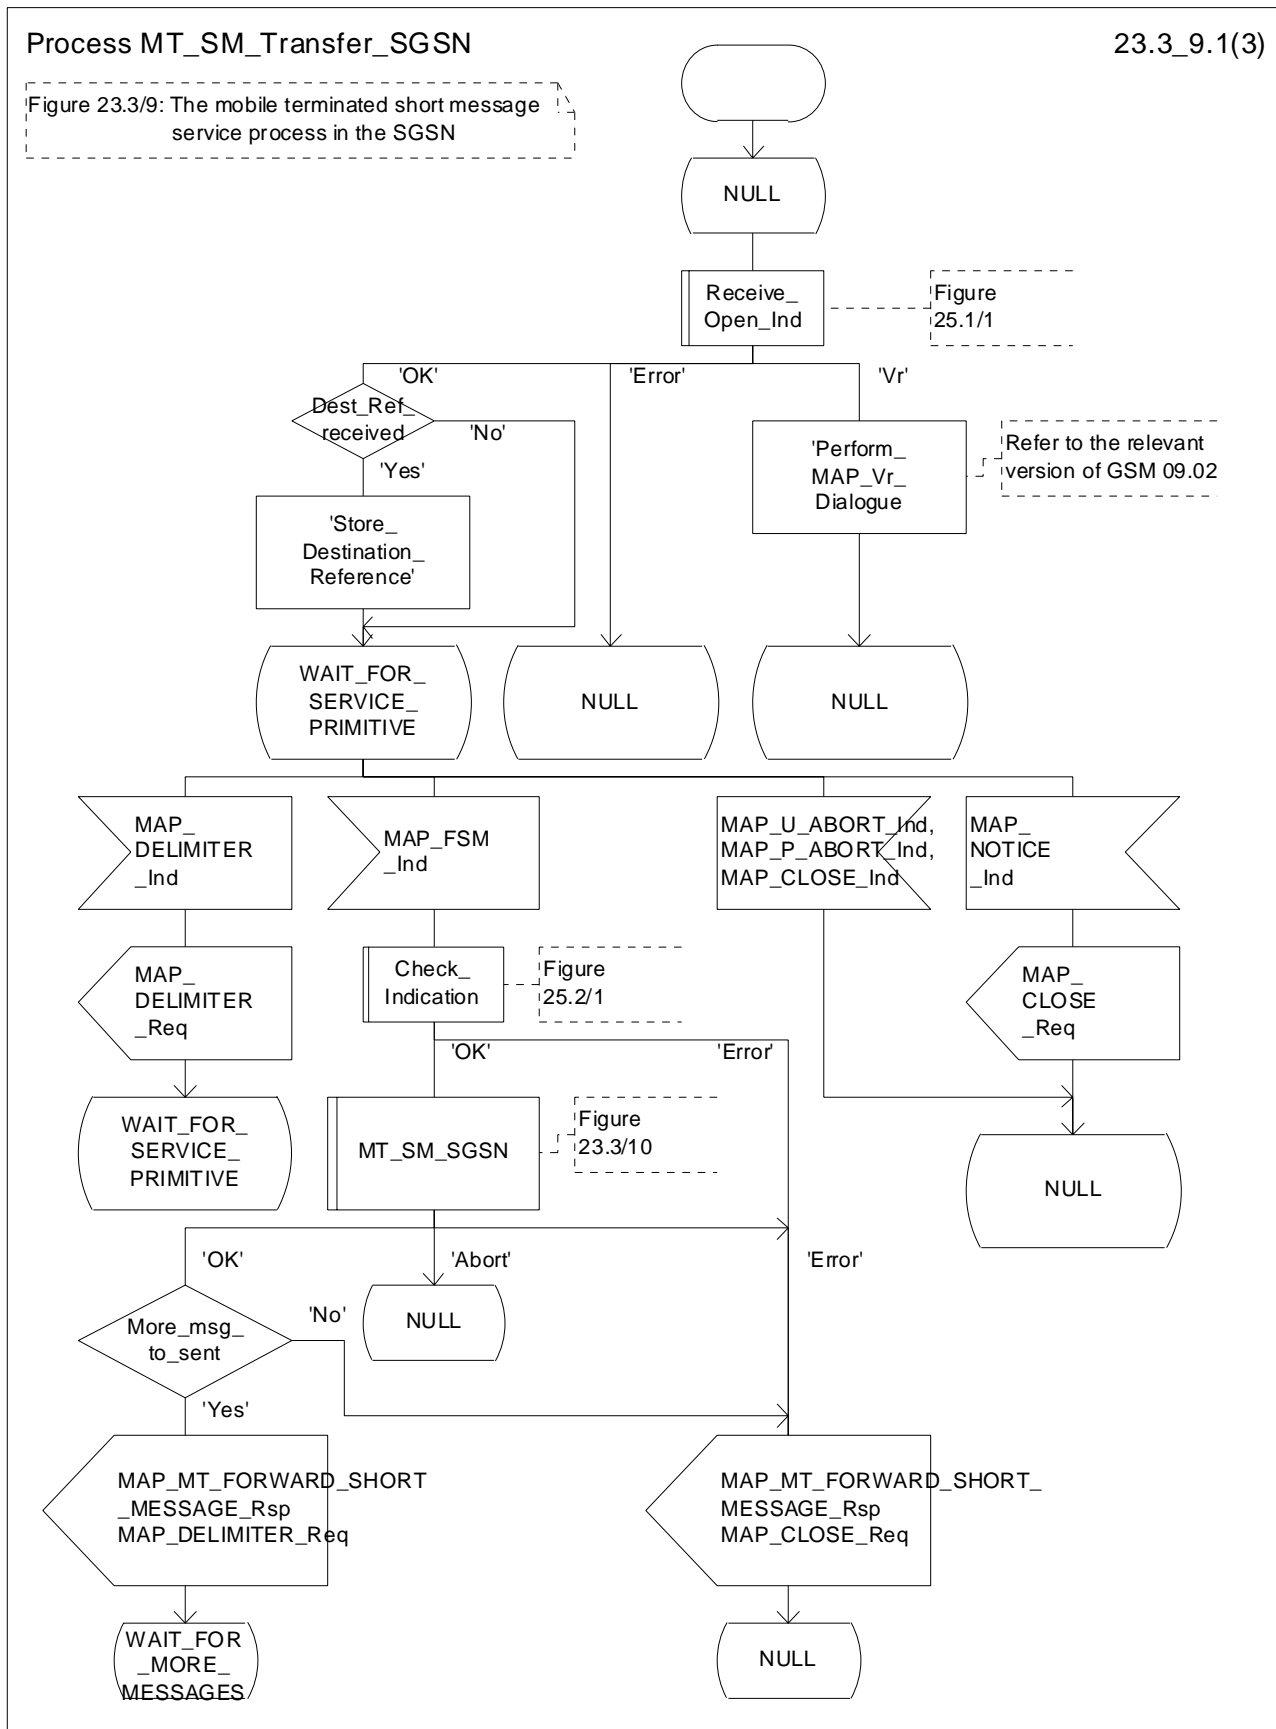 Process MT_SM_Transfer_SGSN
23.3_9.1(3)
Figure 23.3/9: The mobile terminated short message
service process in the SGSN
NULL
Receive_
Open_Ind
Figure
25.1/1
'OK'
'Error'
'Vr'
Dest_Ref_
received
'No'
'Yes'
'Perform_
MAP_Vr_
Dialogue
Refer to the relevant
version of GSM 09.02
'Store_
Destination_
Reference'
WAIT_FOR_
SERVICE_
PRIMITIVE
NULL
NULL
MAP_
DELIMITER
_Ind
MAP_FSM
_Ind
MAP_U_ABORT_Ind,
MAP_P_ABORT_Ind,
MAP_CLOSE_Ind
MAP_
NOTICE
_Ind
MAP_
DELIMITER
_Req
Check_
Indication
Figure
25.2/1
MAP_
CLOSE
_Req
'OK'
'Error'
WAIT_FOR_
SERVICE_
PRIMITIVE
MT_SM_SGSN
Figure
23.3/10
NULL
'OK'
'Abort'
'Error'
More_msg_
to_sent
'No'
NULL
'Yes'
MAP_MT_FORWARD_SHORT
_MESSAGE_Rsp
MAP_DELIMITER_Req
MAP_MT_FORWARD_SHORT_
MESSAGE_Rsp
MAP_CLOSE_Req
WAIT_FOR
_MORE_
MESSAGES
NULL